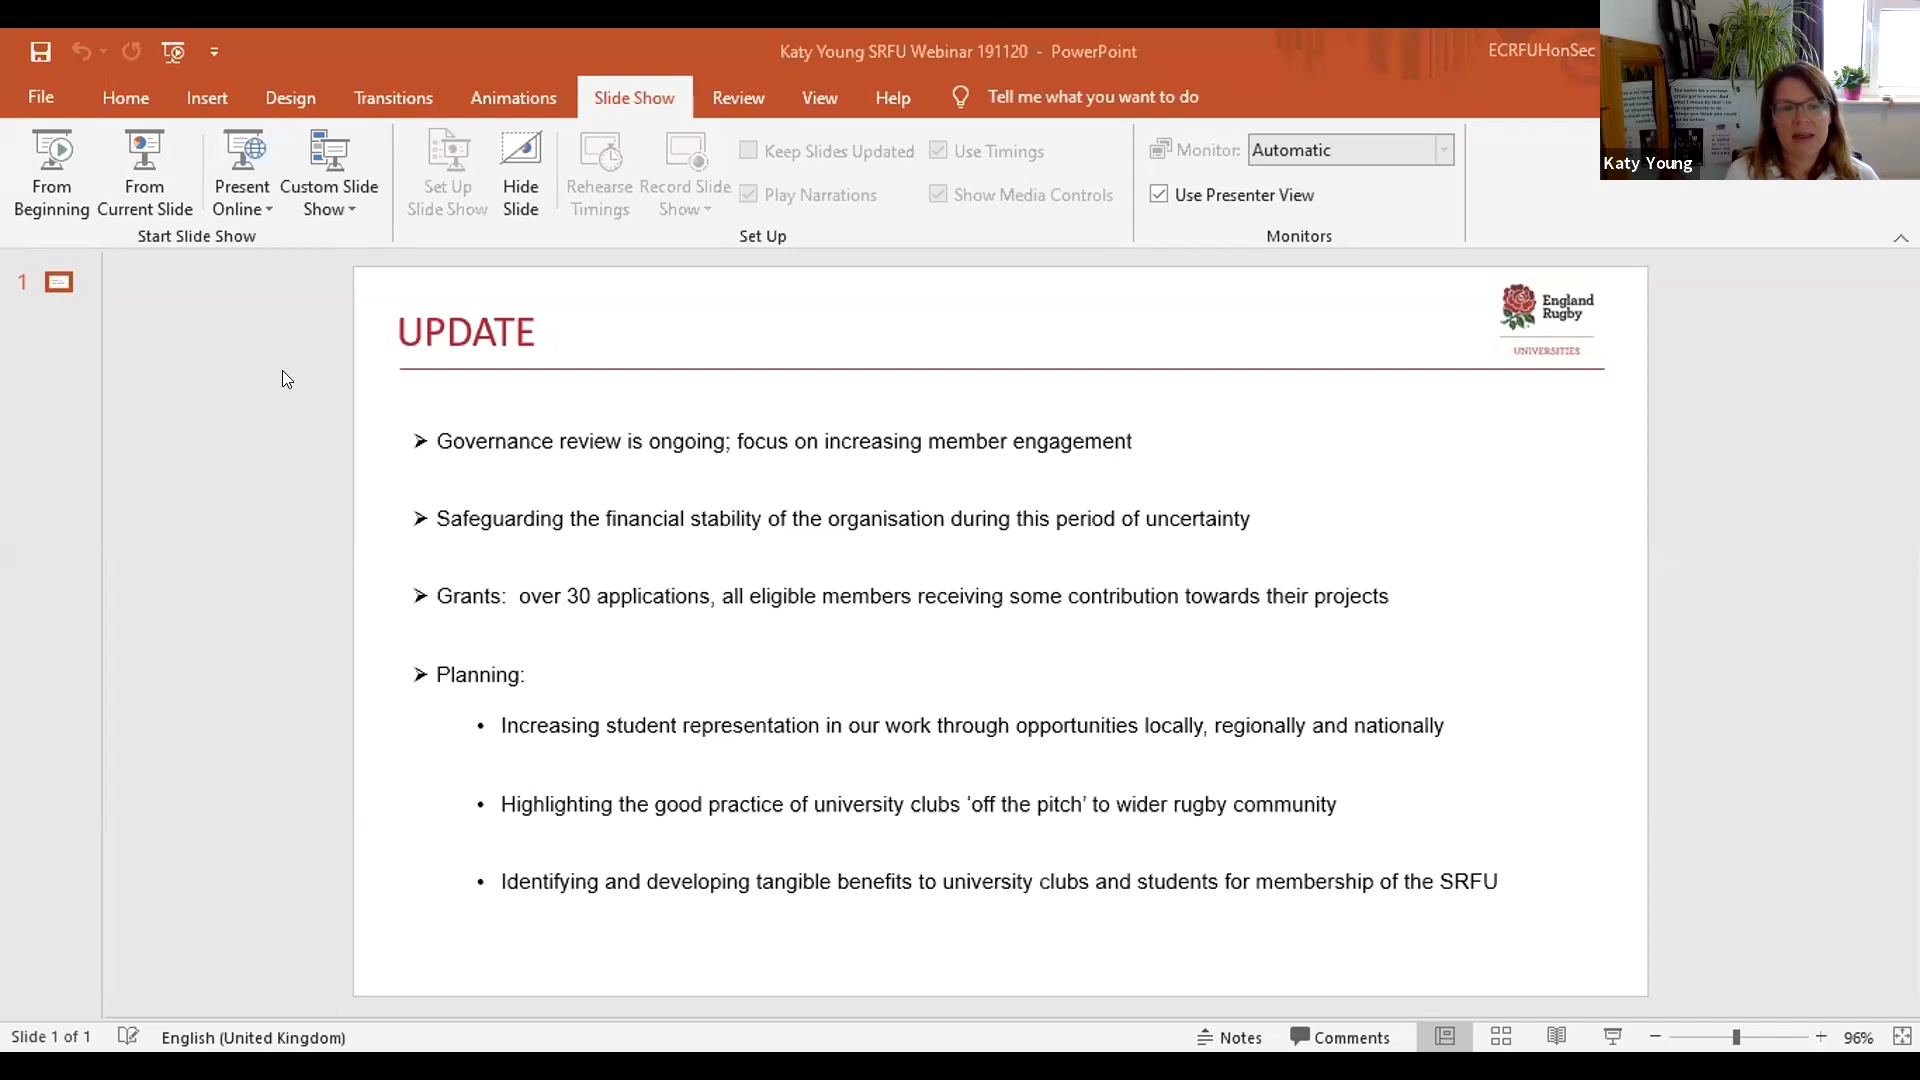 Katy Young SRFU Webinar 191120 - PowerPoint
ECRFUHonSec
File Home Insert Design Transitions Animations Slide Show Review View Help Tell me what you want to do
From Beginning
From Current Slide
Present Online
Custom Slide Show
Start Slide Show
Set Up Slide Show
Hide Slide
Rehearse Timings
Record Slide Show
Keep Slides Updated
Play Narrations
Use Timings
Show Media Controls
Set Up
Monitor: Automatic
Use Presenter View
Monitors
Katy Young
1
UPDATE
England
Rugby
UNIVERSITIES
➢ Governance review is ongoing; focus on increasing member engagement
➢ Safeguarding the financial stability of the organisation during this period of uncertainty
➢ Grants: over 30 applications, all eligible members receiving some contribution towards their projects
➢ Planning:
• Increasing student representation in our work through opportunities locally, regionally and nationally
• Highlighting the good practice of university clubs 'off the pitch’ to wider rugby community
• Identifying and developing tangible benefits to university clubs and students for membership of the SRFU
Slide 1 of 1 English (United Kingdom) Notes Comments 96%